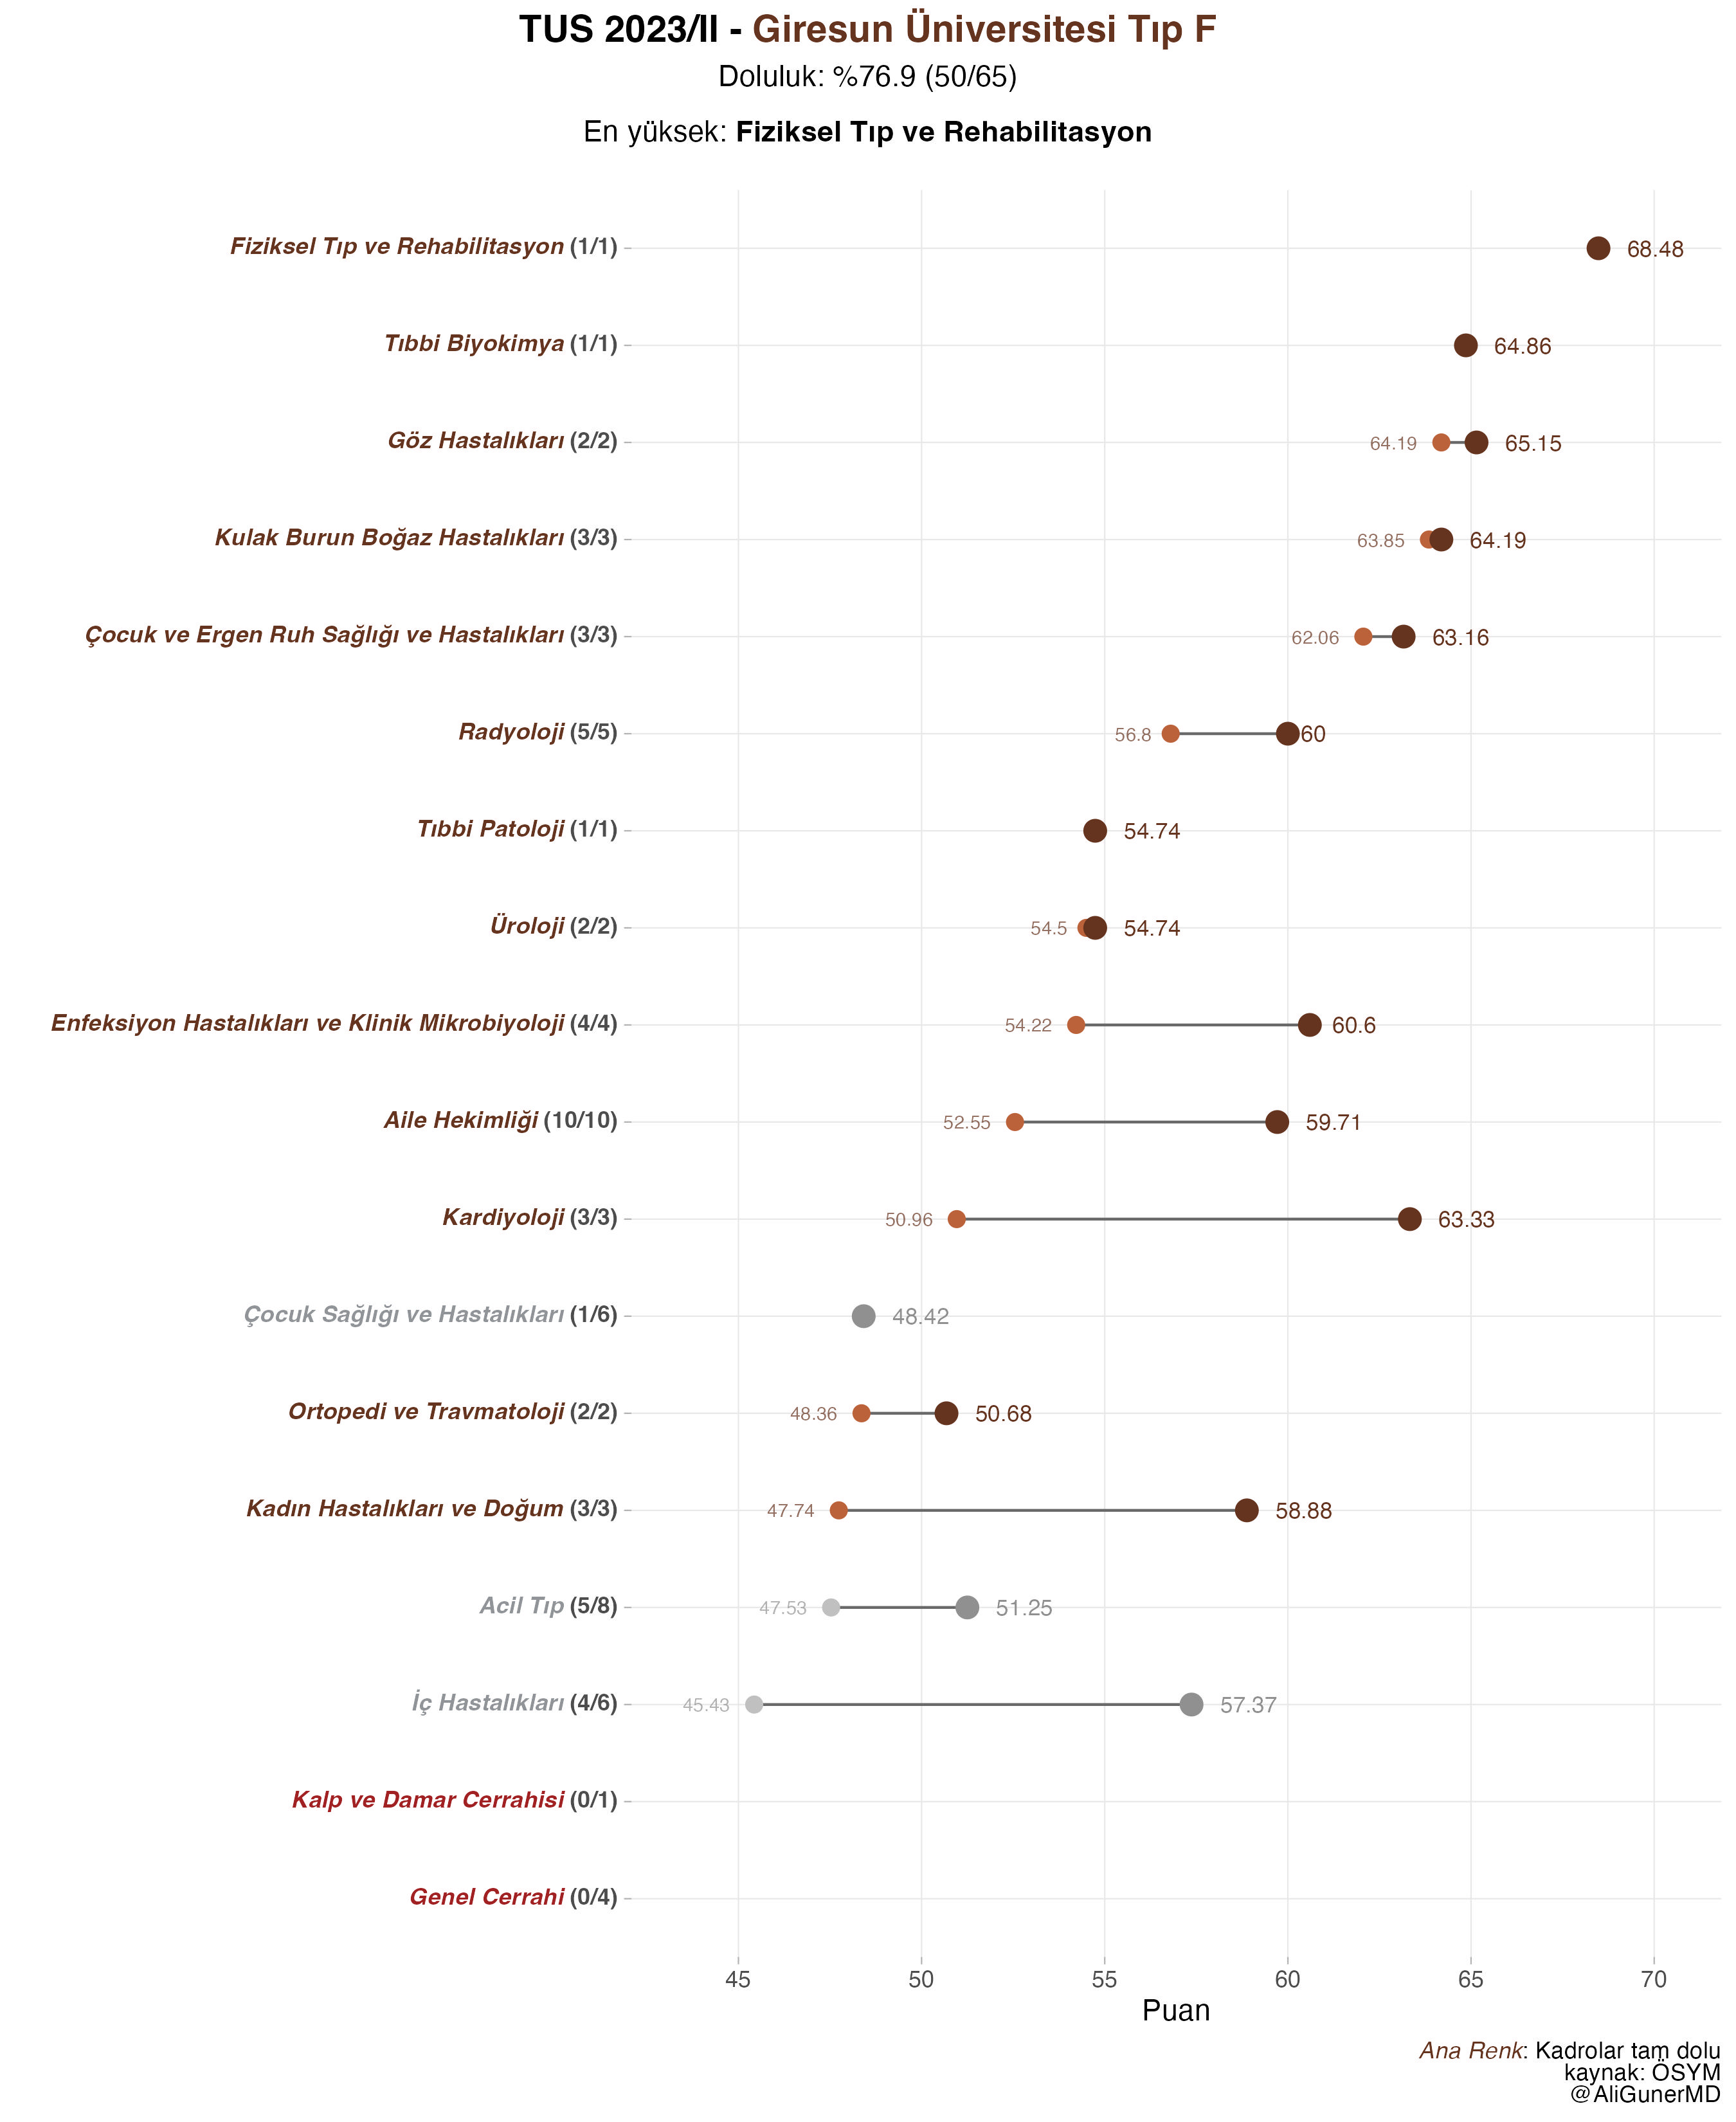 TUS 2023/II - Giresun Üniversitesi Tıp F
Doluluk: %76.9 (50/65)
En yüksek: Fiziksel Tıp ve Rehabilitasyon
Fiziksel Tıp ve Rehabilitasyon (1/1) 68.48
Tıbbi Biyokimya (1/1) 64.86
Göz Hastalıkları (2/2) 64.19 65.15
Kulak Burun Boğaz Hastalıkları (3/3) 63.85 64.19
Çocuk ve Ergen Ruh Sağlığı ve Hastalıkları (3/3) 62.06 63.16
Radyoloji (5/5) 56.8 60
Tıbbi Patoloji (1/1) 54.74
Üroloji (2/2) 54.5 54.74
Enfeksiyon Hastalıkları ve Klinik Mikrobiyoloji (4/4) 54.22 60.6
Aile Hekimliği (10/10) 52.55 59.71
Kardiyoloji (3/3) 50.96 63.33
Çocuk Sağlığı ve Hastalıkları (1/6) 48.42
Ortopedi ve Travmatoloji (2/2) 48.36 50.68
Kadın Hastalıkları ve Doğum (3/3) 47.74 58.88
Acil Tıp (5/8) 47.53 51.25
İç Hastalıkları (4/6) 45.43 57.37
Kalp ve Damar Cerrahisi (0/1)
Genel Cerrahi (0/4)
45 50 55 60 65 70
Puan
Ana Renk: Kadrolar tam dolu
kaynak: ÖSYM
@AliGunerMD